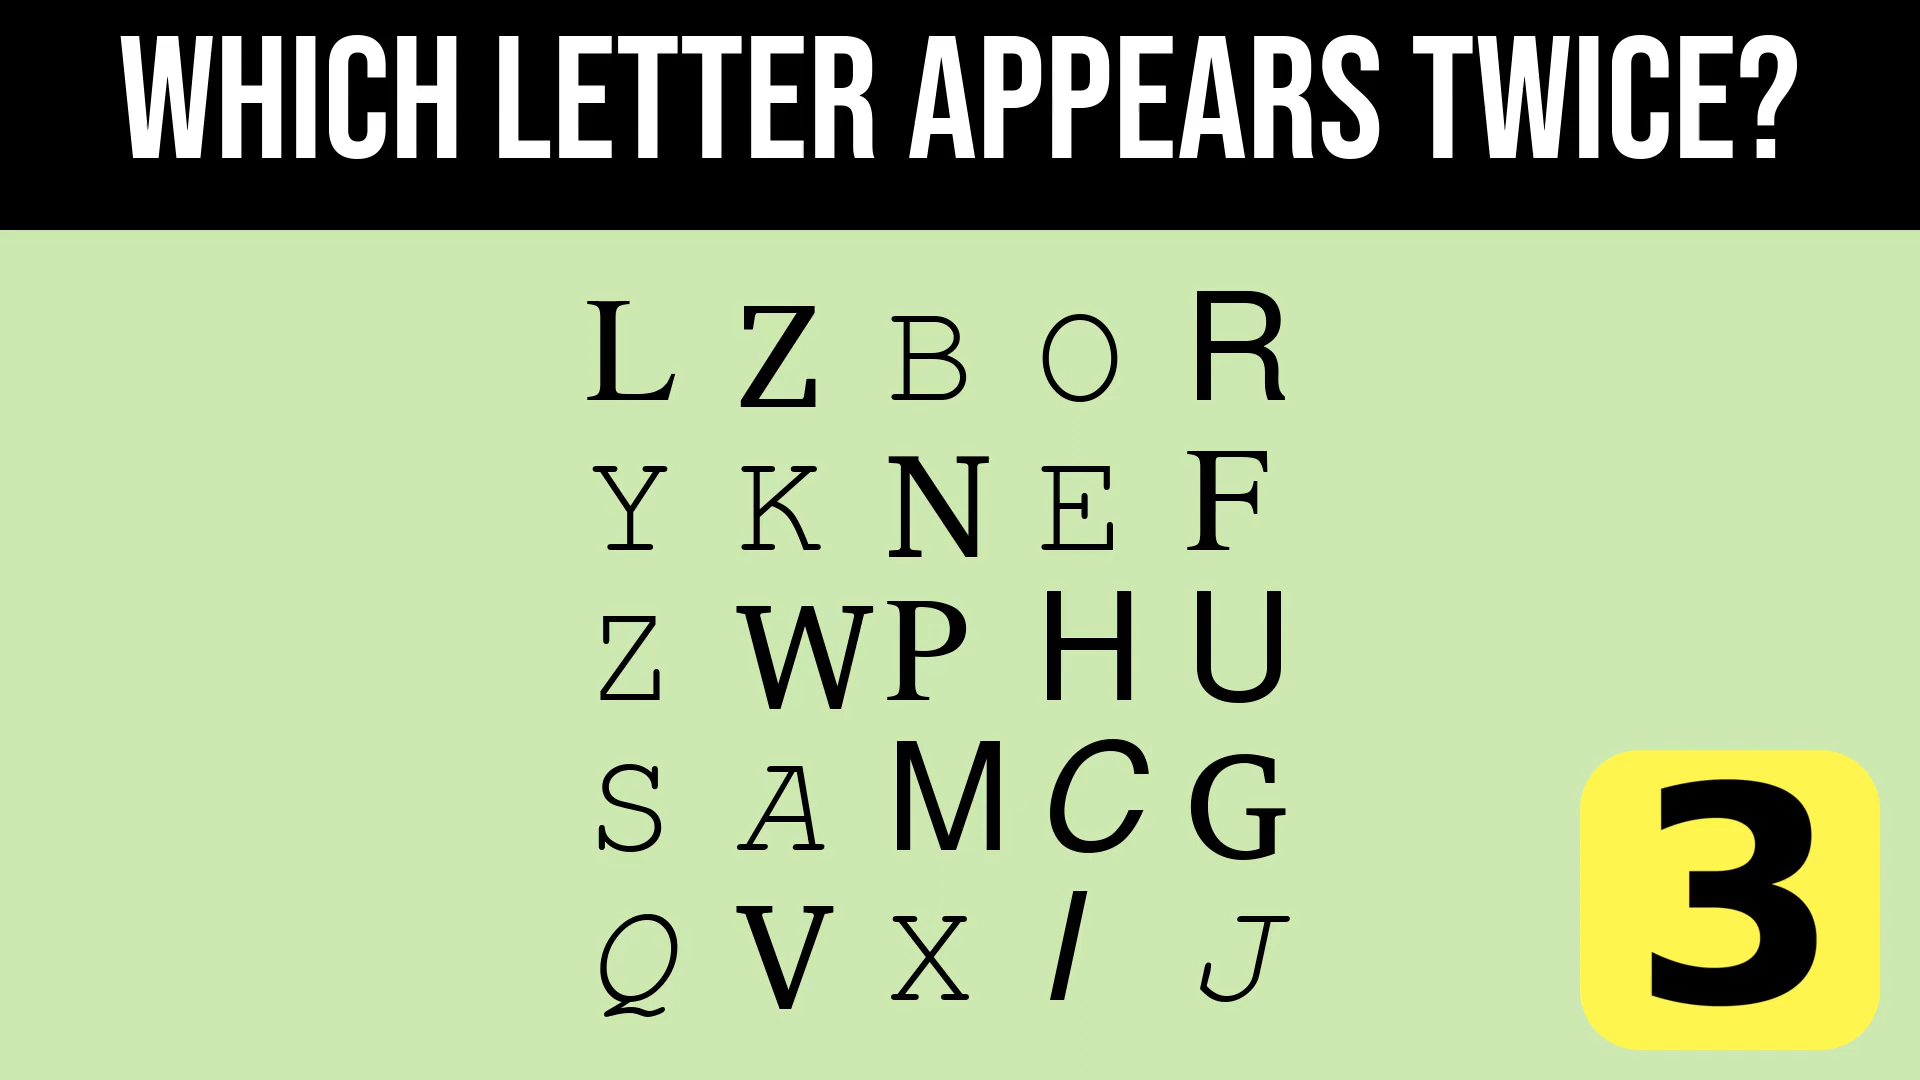 WHICH LETTER APPEARS TWICE?
L Z B O R
Y K N E F
Z W P H U
S A M C G
Q V X I J
3